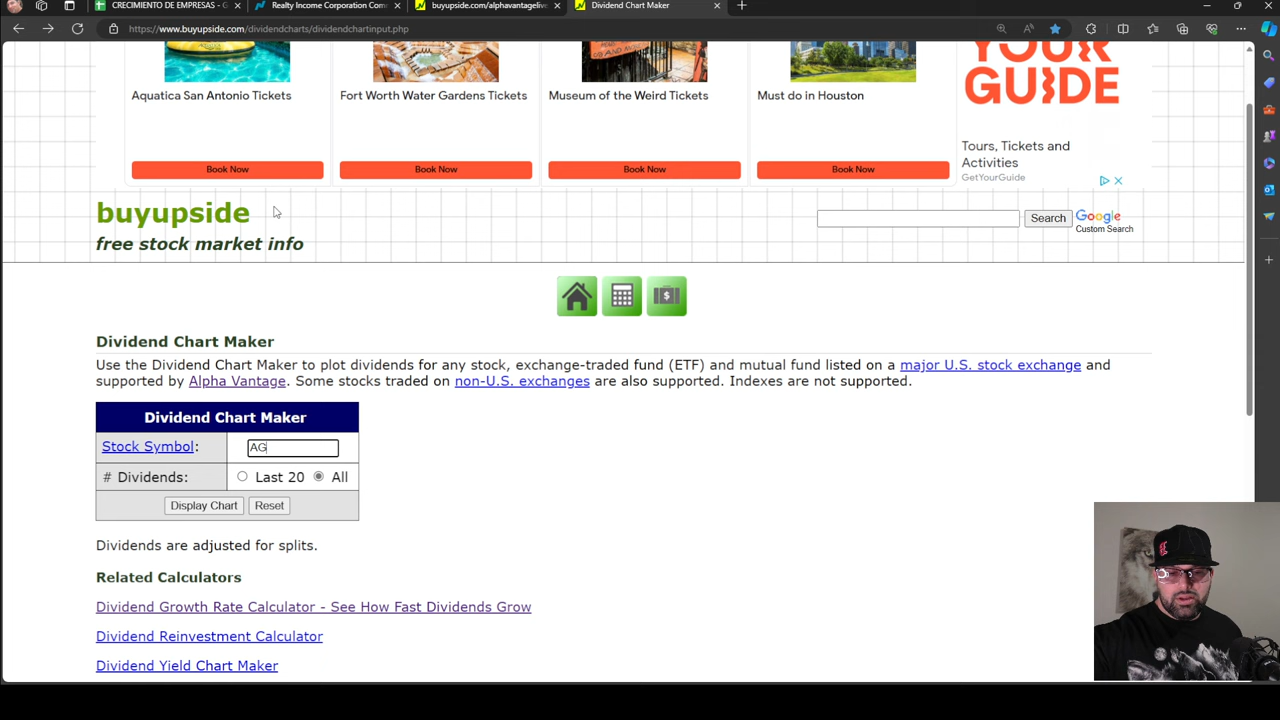 CRECIMIENTO DE EMPRESAS - G
Realty Income Corporation Com
buyupside.com/alphavantagelive
Dividend Chart Maker
https://www.buyupside.com/dividendcharts/dividendchartinput.php
Aquatica San Antonio Tickets
Fort Worth Water Gardens Tickets
Museum of the Weird Tickets
Must do in Houston
Book Now
Book Now
Book Now
Book Now
YOUR
GUIDE
Tours, Tickets and
Activities
GetYourGuide
buyupside
free stock market info
Search
Google
Custom Search
Dividend Chart Maker
Use the Dividend Chart Maker to plot dividends for any stock, exchange-traded fund (ETF) and mutual fund listed on a major U.S. stock exchange and
supported by Alpha Vantage. Some stocks traded on non-U.S. exchanges are also supported. Indexes are not supported.
Dividend Chart Maker
Stock Symbol: AG
# Dividends: Last 20 All
Display Chart Reset
Dividends are adjusted for splits.
Related Calculators
Dividend Growth Rate Calculator - See How Fast Dividends Grow
Dividend Reinvestment Calculator
Dividend Yield Chart Maker